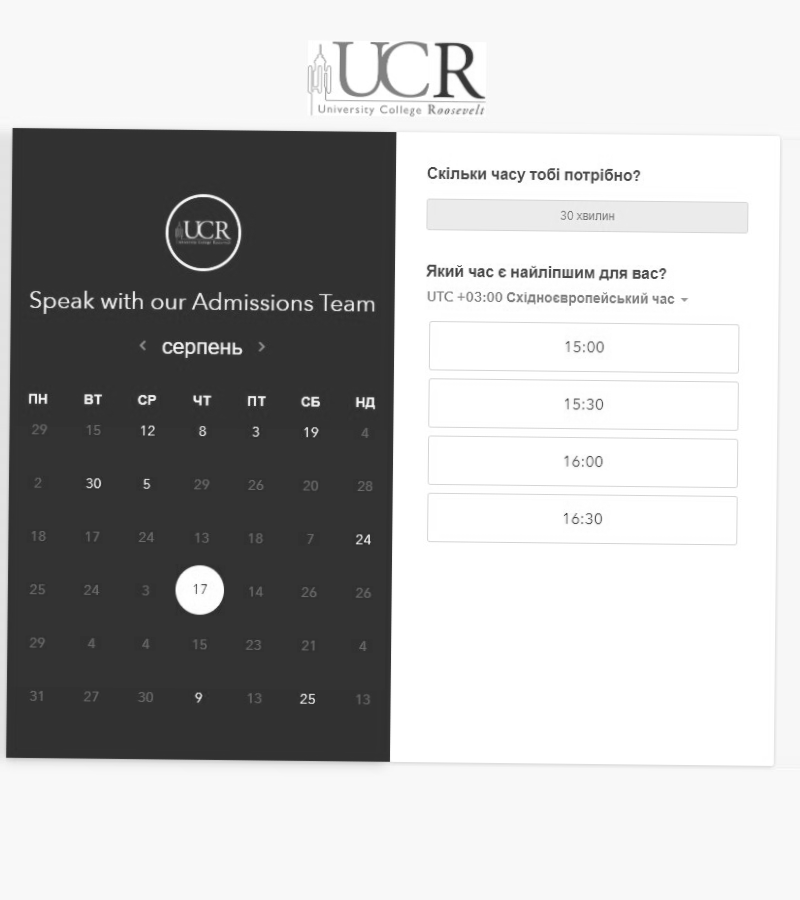 UCR
University College Roosevelt
UCR
University College Roosevelt
Speak with our Admissions Team
серпень
ПН ВТ СР ЧТ ПТ СБ НД
29 15 12 8 3 19 4
2 30 5 29 26 20 28
18 17 24 13 18 7 24
25 24 3 17 14 26 26
29 4 4 15 23 21 4
31 27 30 9 13 25 13
Скільки часу тобі потрібно?
30 хвилин
Який час є найліпшим для вас?
UTC +03:00 Східноєвропейський час
15:00
15:30
16:00
16:30